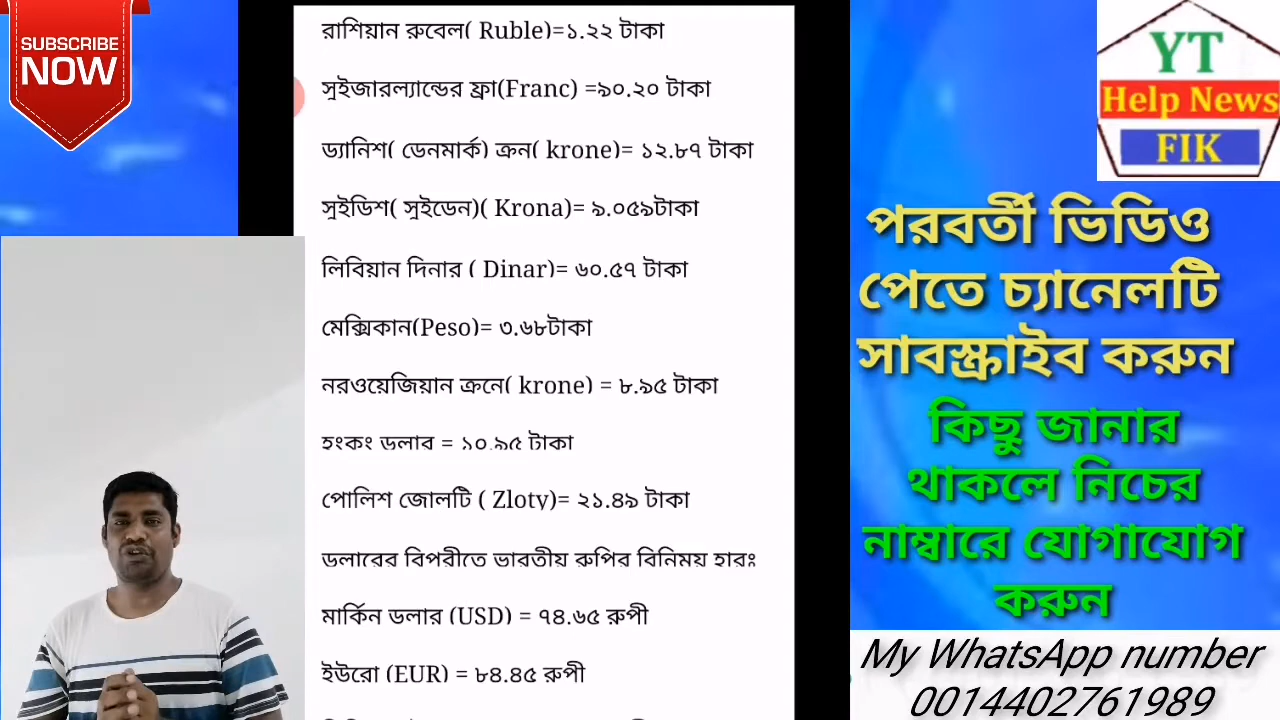 SUBSCRIBE
NOW
রাশিয়ান রুবেল( Ruble)=১.২২ টাকা
সুইজারল্যান্ডের ফ্রা(Franc) =৯০.২০ টাকা
ড্যানিশ( ডেনমার্ক) ক্রন( krone)= ১২.৮৭ টাকা
সুইডিশ( সুইডেন)( Krona)= ৯.০৫৯টাকা
লিবিয়ান দিনার ( Dinar)= ৬০.৫৭ টাকা
মেক্সিকান(Peso)= ৩.৬৮টাকা
নরওয়েজিয়ান ক্রনে( krone) = ৮.৯৫ টাকা
হংকং ডলার = ১০.৯৫ টাকা
পোলিশ জোলটি ( Zloty)= ২১.৪৯ টাকা
ডলারের বিপরীতে ভারতীয় রুপির বিনিময় হারঃ
মার্কিন ডলার (USD) = ৭৪.৬৫ রুপী
ইউরো (EUR) = ৮৪.৪৫ রুপী
YT
Help News
FIK
পরবর্তী ভিডিও
পেতে চ্যানেলটি
সাবস্ক্রাইব করুন
কিছু জানার
থাকলে নিচের
নাম্বারে যোগাযোগ
করুন
My WhatsApp number
0014402761989